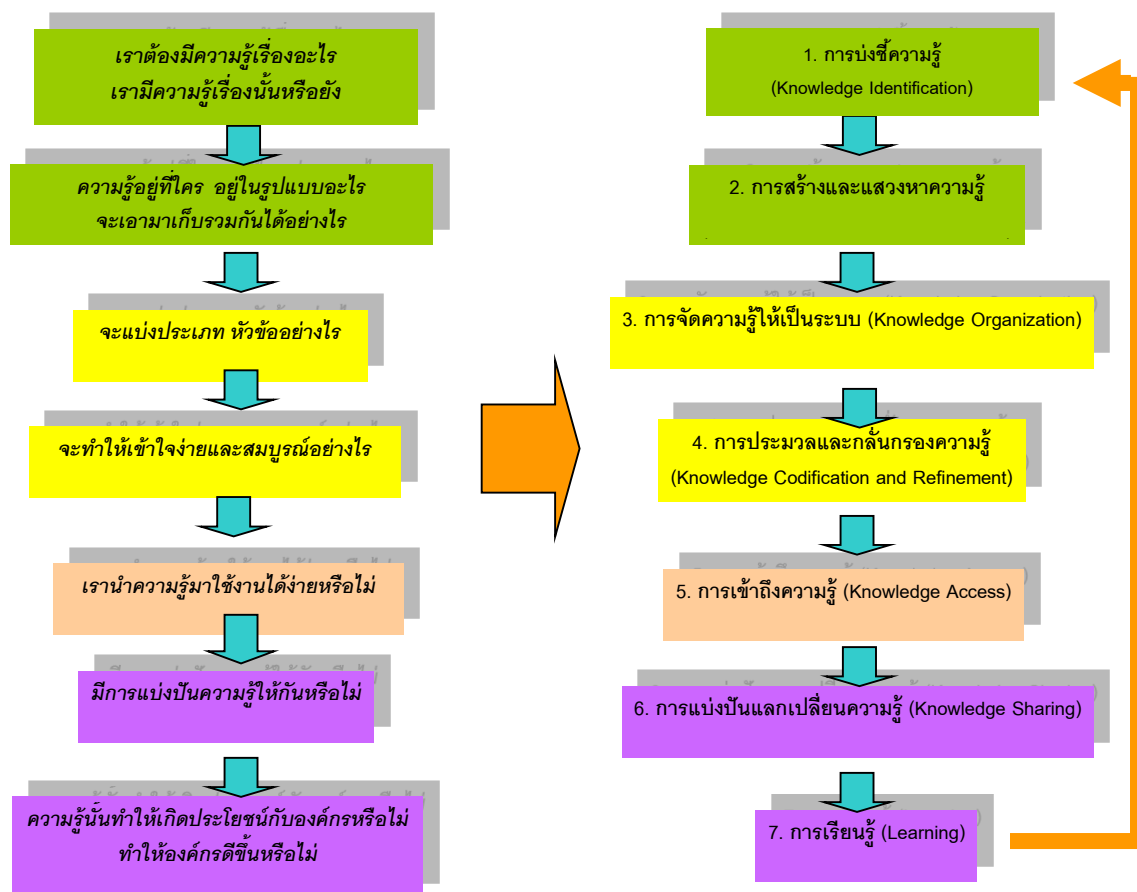 เราต้องมีความรู้เรื่องอะไร
เรามีความรู้เรื่องนั้นหรือยัง
ความรู้อยู่ที่ใคร อยู่ในรูปแบบอะไร
จะเอามาเก็บรวมกันได้อย่างไร
จะแบ่งประเภท หัวข้ออย่างไร
จะทำให้เข้าใจง่ายและสมบูรณ์อย่างไร
เรานำความรู้มาใช้งานได้ง่ายหรือไม่
มีการแบ่งปันความรู้ให้กันหรือไม่
ความรู้นั้นทำให้เกิดประโยชน์กับองค์กรหรือไม่
ทำให้องค์กรดีขึ้นหรือไม่
1. การบ่งชี้ความรู้
(Knowledge Identification)
2. การสร้างและแสวงหาความรู้
3. การจัดความรู้ให้เป็นระบบ (Knowledge Organization)
4. การประมวลและกลั่นกรองความรู้
(Knowledge Codification and Refinement)
5. การเข้าถึงความรู้ (Knowledge Access)
6. การแบ่งปันแลกเปลี่ยนความรู้ (Knowledge Sharing)
7. การเรียนรู้ (Learning)